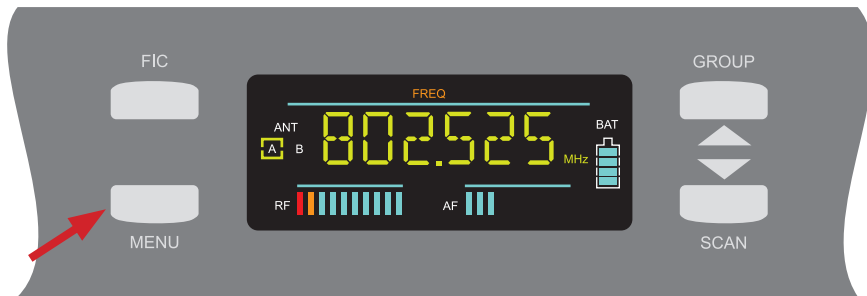 FIC
GROUP
FREQ
ANT
A B
802.525
MHz
BAT
RF
AF
MENU
SCAN